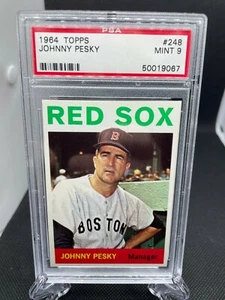 PSA
1964 TOPPS #248
JOHNNY PESKY MINT 9
50019067
RED SOX
B
BOSTON
JOHNNY PESKY Manager